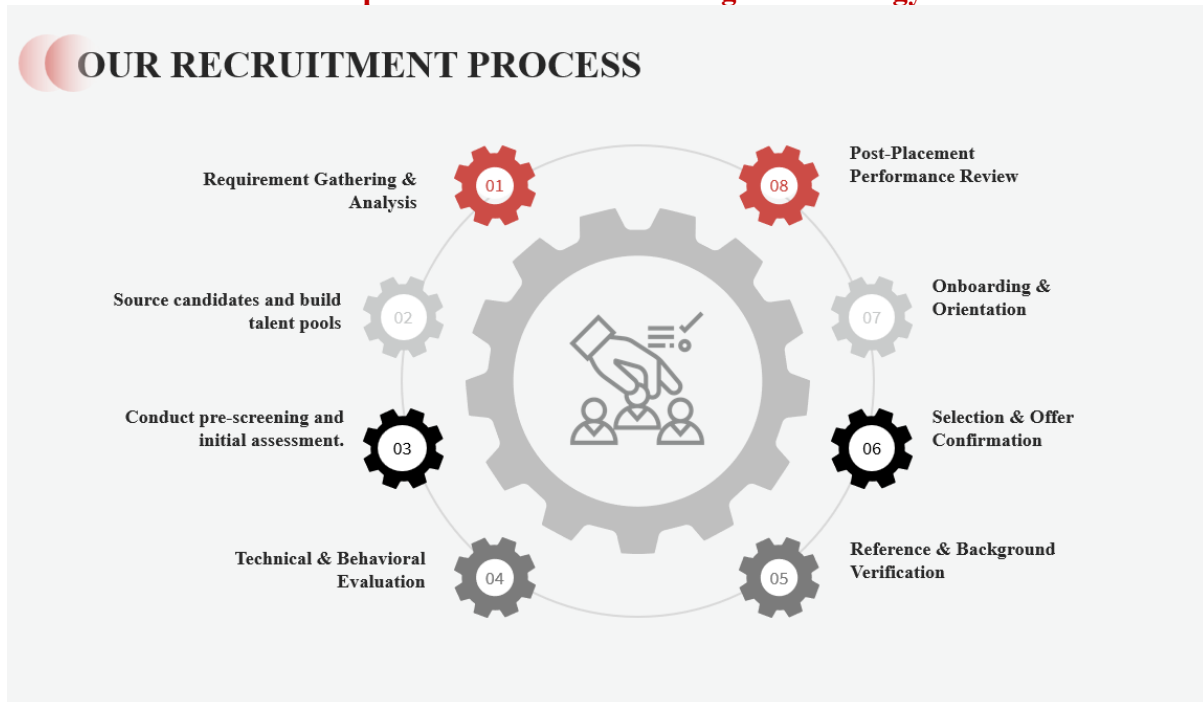 OUR RECRUITMENT PROCESS
01
Requirement Gathering &
Analysis
02
Source candidates and build
talent pools
03
Conduct pre-screening and
initial assessment.
04
Technical & Behavioral
Evaluation
05
Reference & Background
Verification
06
Selection & Offer
Confirmation
07
Onboarding &
Orientation
08
Post-Placement
Performance Review